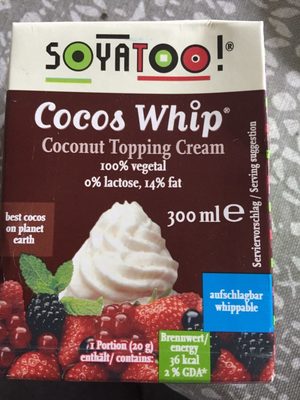 SOYATOO!®
Cocos Whip®
Coconut Topping Cream
100% vegetal
0% lactose, 14% fat
300 ml e
Serviervorschlag / Serving suggestion
best cocos
on planet
earth
aufschlagbar
whippable
1 Portion (20 g)
enthält/ contains:
Brennwert/
energy
36 kcal
2 % GDA*